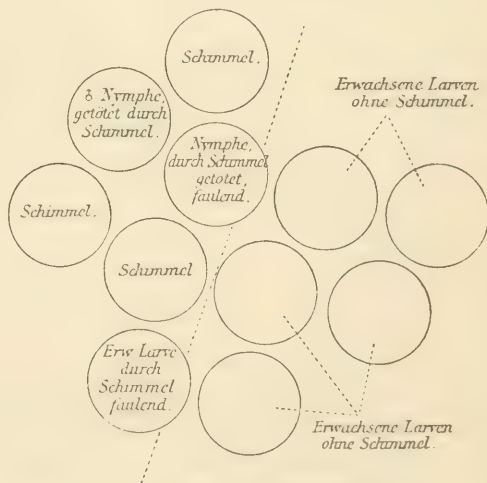 Schimmel.
♂ Nymphe,
getötet durch
Schimmel.
Nymphe,
durch Schimmel
getötet,
faulend.
Schimmel.
Schimmel
Erw Larve
durch
Schimmel
faulend.
Erwachsene Larven
ohne Schimmel.
Erwachsene Larven
ohne Schimmel.